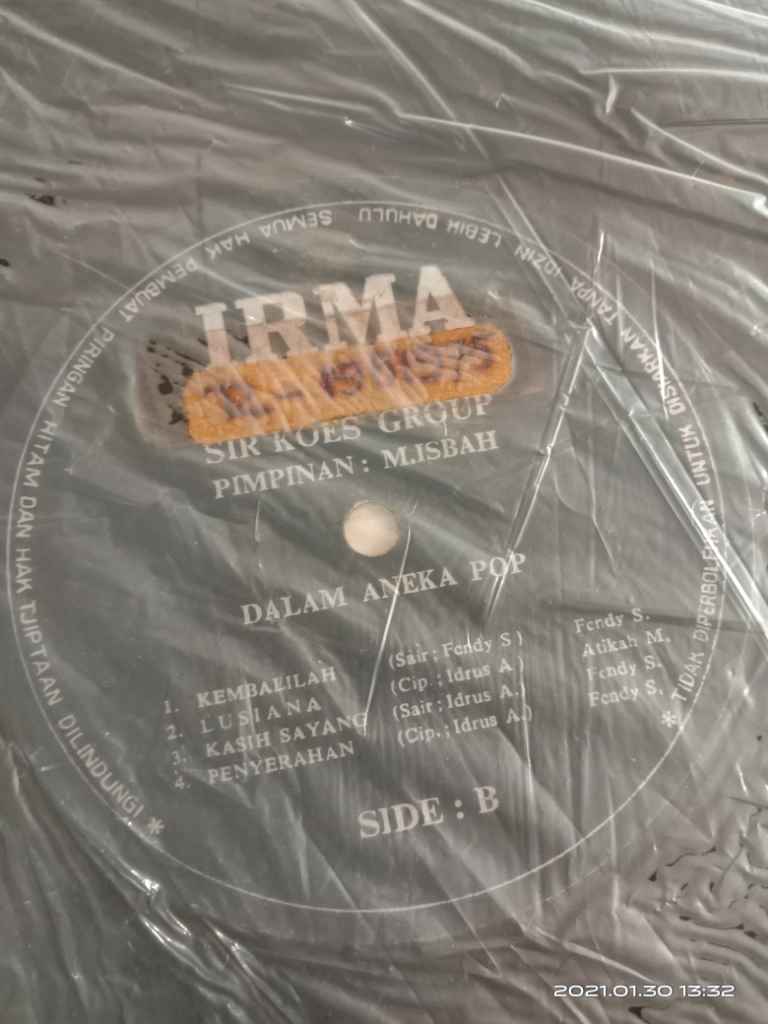 SEMUA HAK PEMBUAT PIRINGAN HITAM DAN HAK TJIPTAAN DILINDUNGI *
* TIDAK DIPERBOLEHKAN UNTUK DISIARKAN TANPA IDZIN LEBIH DAHULU
IRMA
SIR KOES GROUP
PIMPINAN : M.ISBAH
DALAM ANEKA POP
1. KEMBALILAH (Sair ; Fendy S ) Fendy S.
2. LUSIANA (Cip. ; Idrus A ) Atikah M.
3. KASIH SAYANG (Sair ; Idrus A.) Fendy S.
4. PENYERAHAN (Cip. ; Idrus A.) Fendy S.
SIDE : B
2021.01.30 13:32